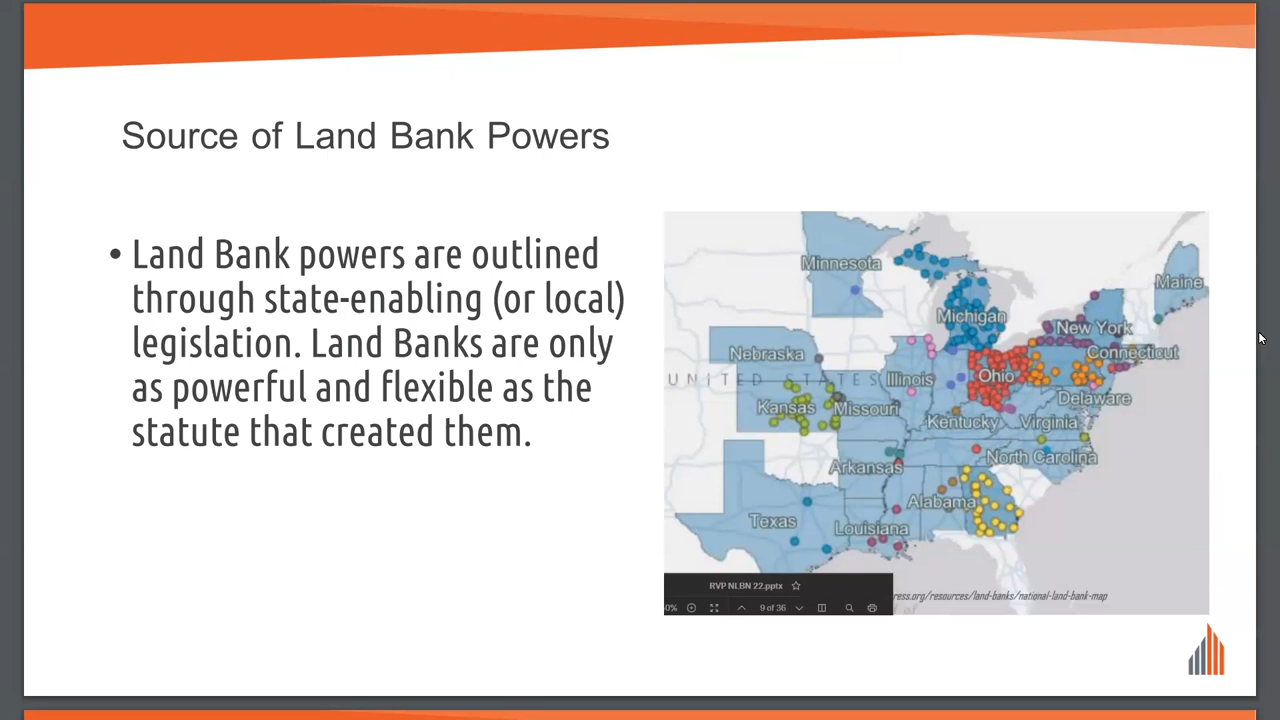 Source of Land Bank Powers
• Land Bank powers are outlined
through state-enabling (or local)
legislation. Land Banks are only
as powerful and flexible as the
statute that created them.
Minnesota
Maine
Michigan
New York
Nebraska
Connecticut
UNITED STATES
Illinois
Ohio
Delaware
Kansas
Missouri
Kentucky
Virginia
North Carolina
Arkansas
Alabama
Texas
Louisiana
RVP NLBN 22.pptx
0%
9 of 36
ress.org/resources/land-banks/national-land-bank-map
of